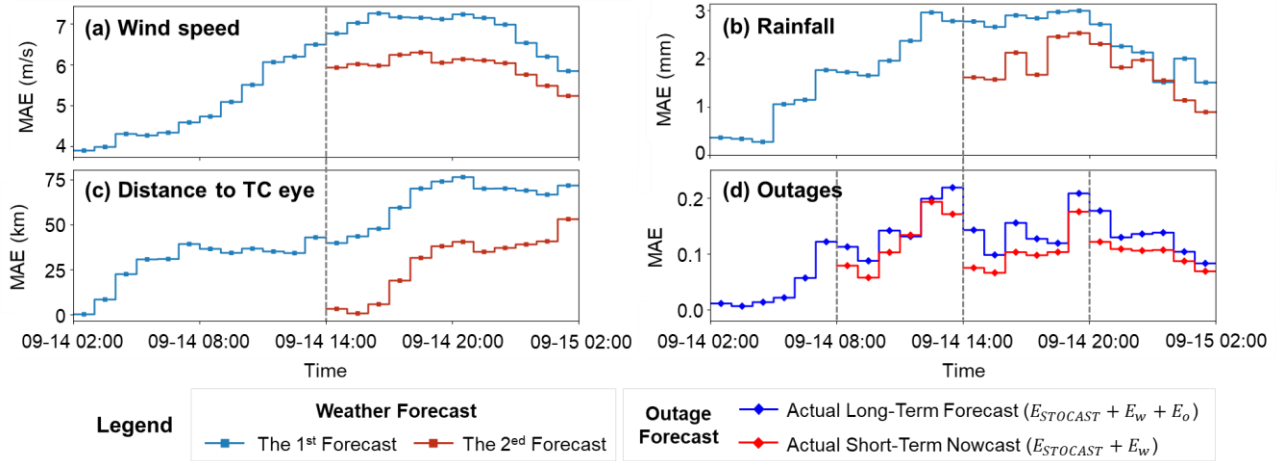 (a) Wind speed
MAE (m/s)
7
6
5
4
(b) Rainfall
MAE (mm)
3
2
1
0
(c) Distance to TC eye
MAE (km)
75
50
25
0
09-14 02:00 09-14 08:00 09-14 14:00 09-14 20:00 09-15 02:00
Time
(d) Outages
MAE
0.2
0.1
0.0
09-14 02:00 09-14 08:00 09-14 14:00 09-14 20:00 09-15 02:00
Time
Legend
Weather Forecast
The 1st Forecast The 2ed Forecast
Outage
Forecast
Actual Long-Term Forecast (E_STOCAST + E_w + E_o)
Actual Short-Term Nowcast (E_STOCAST + E_w)